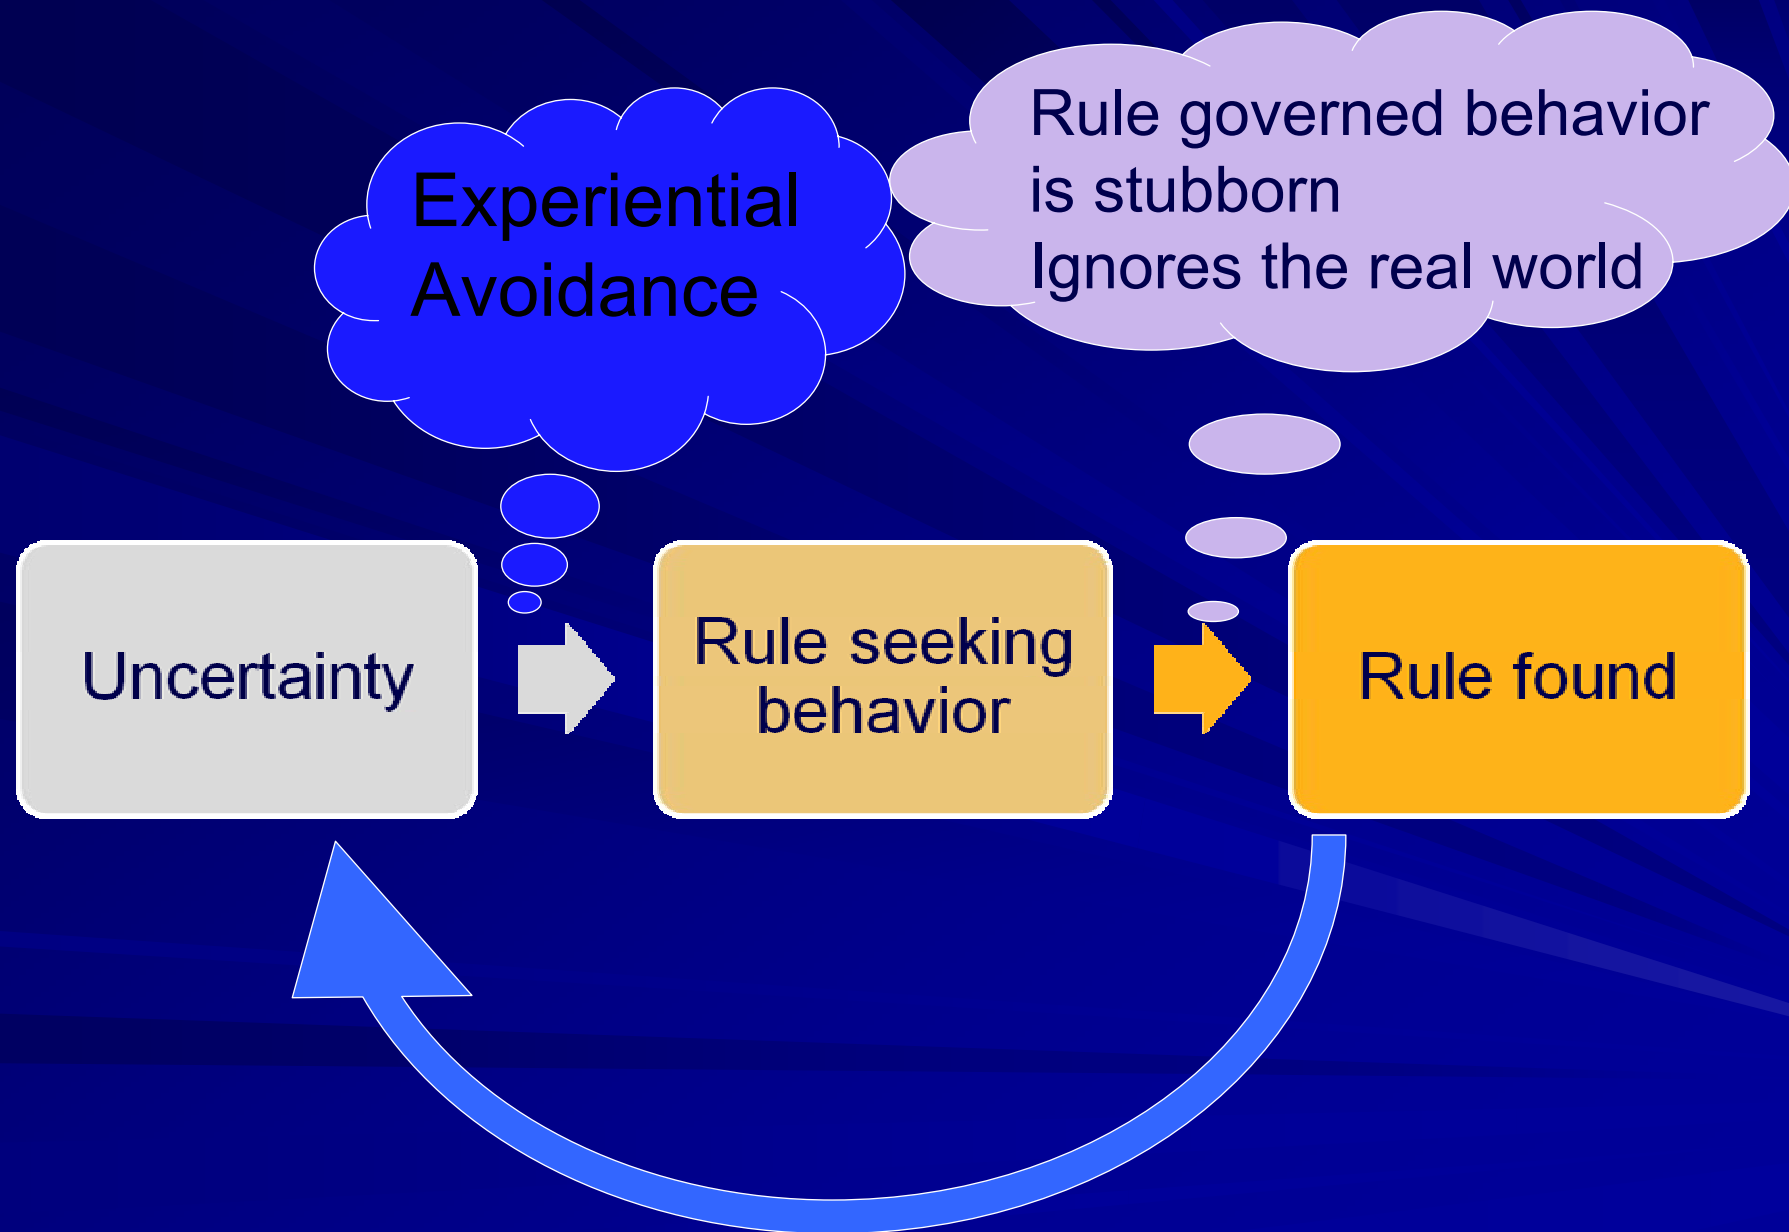 Experiential
Avoidance
Rule governed behavior
is stubborn
Ignores the real world
Uncertainty
Rule seeking
behavior
Rule found